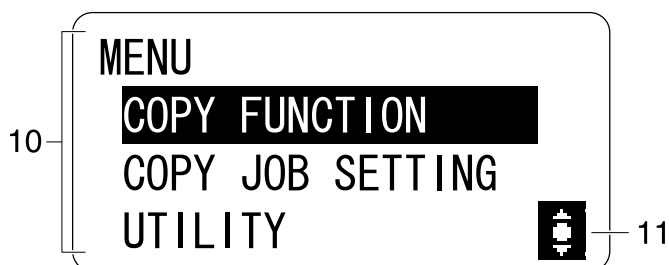 MENU
COPY FUNCTION
10
COPY JOB SETTING
UTILITY
11